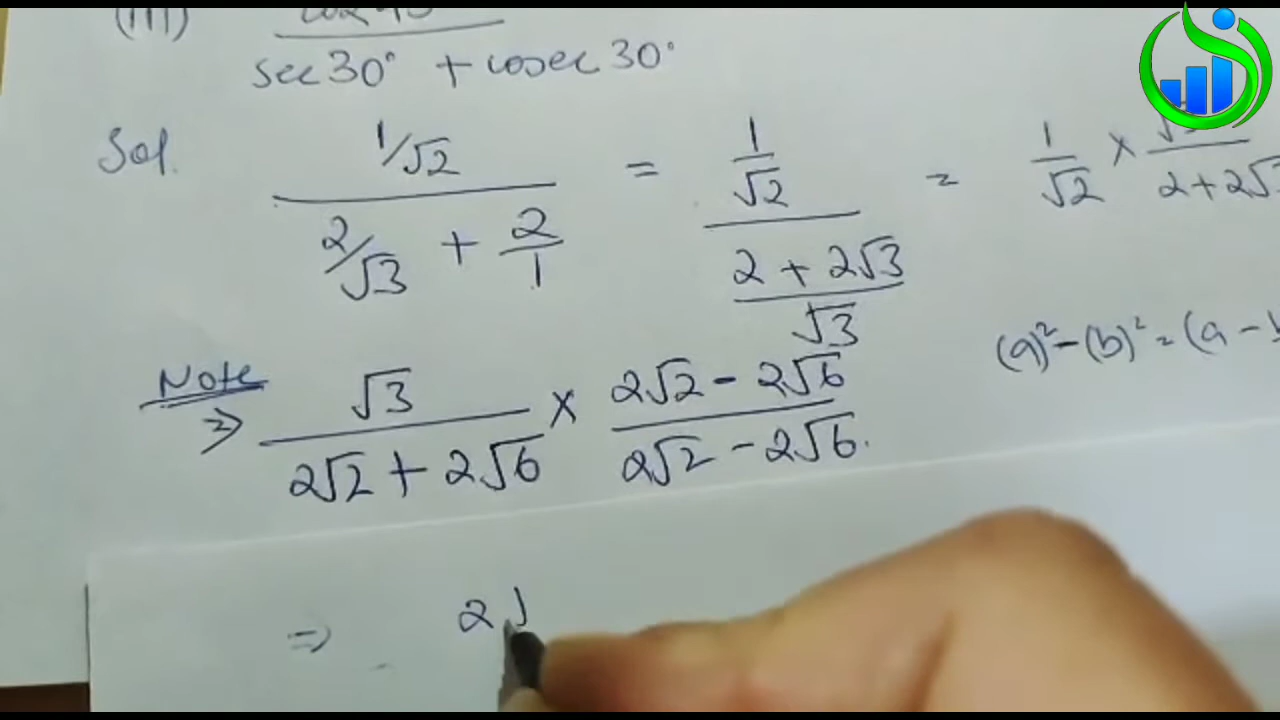 (iii)
sec 30° + cosec 30°
Sol. 1/√2 / (2/√3 + 2/1) = 1/√2 / ((2 + 2√3)/√3) = 1/√2 ×
2 + 2√3
(a)² - (b)² = (a -
Note
⇒ √3 / (2√2 + 2√6) × (2√2 - 2√6) / (2√2 - 2√6).
⇒ 2